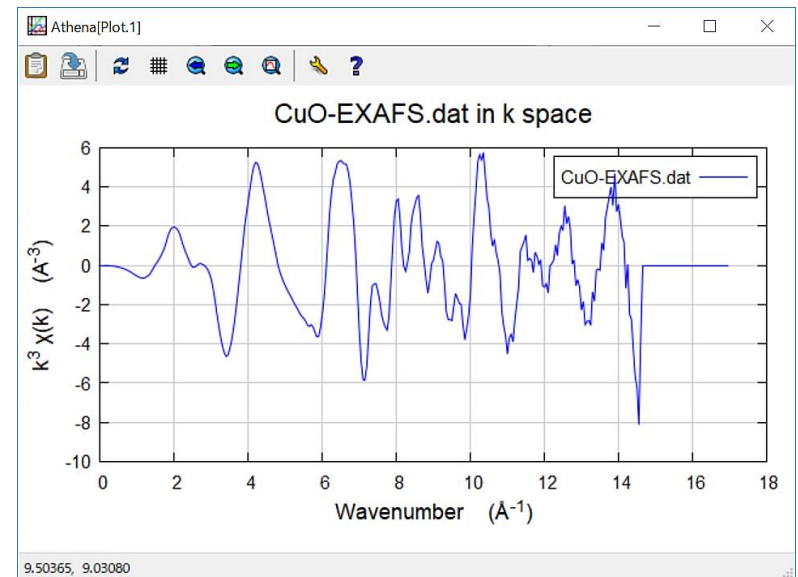 Athena[Plot.1]
CuO-EXAFS.dat in k space
CuO-EXAFS.dat
6
4
2
0
-2
-4
-6
-8
-10
k³ χ(k) (A⁻³)
0 2 4 6 8 10 12 14 16 18
Wavenumber (Å⁻¹)
9.50365, 9.03080